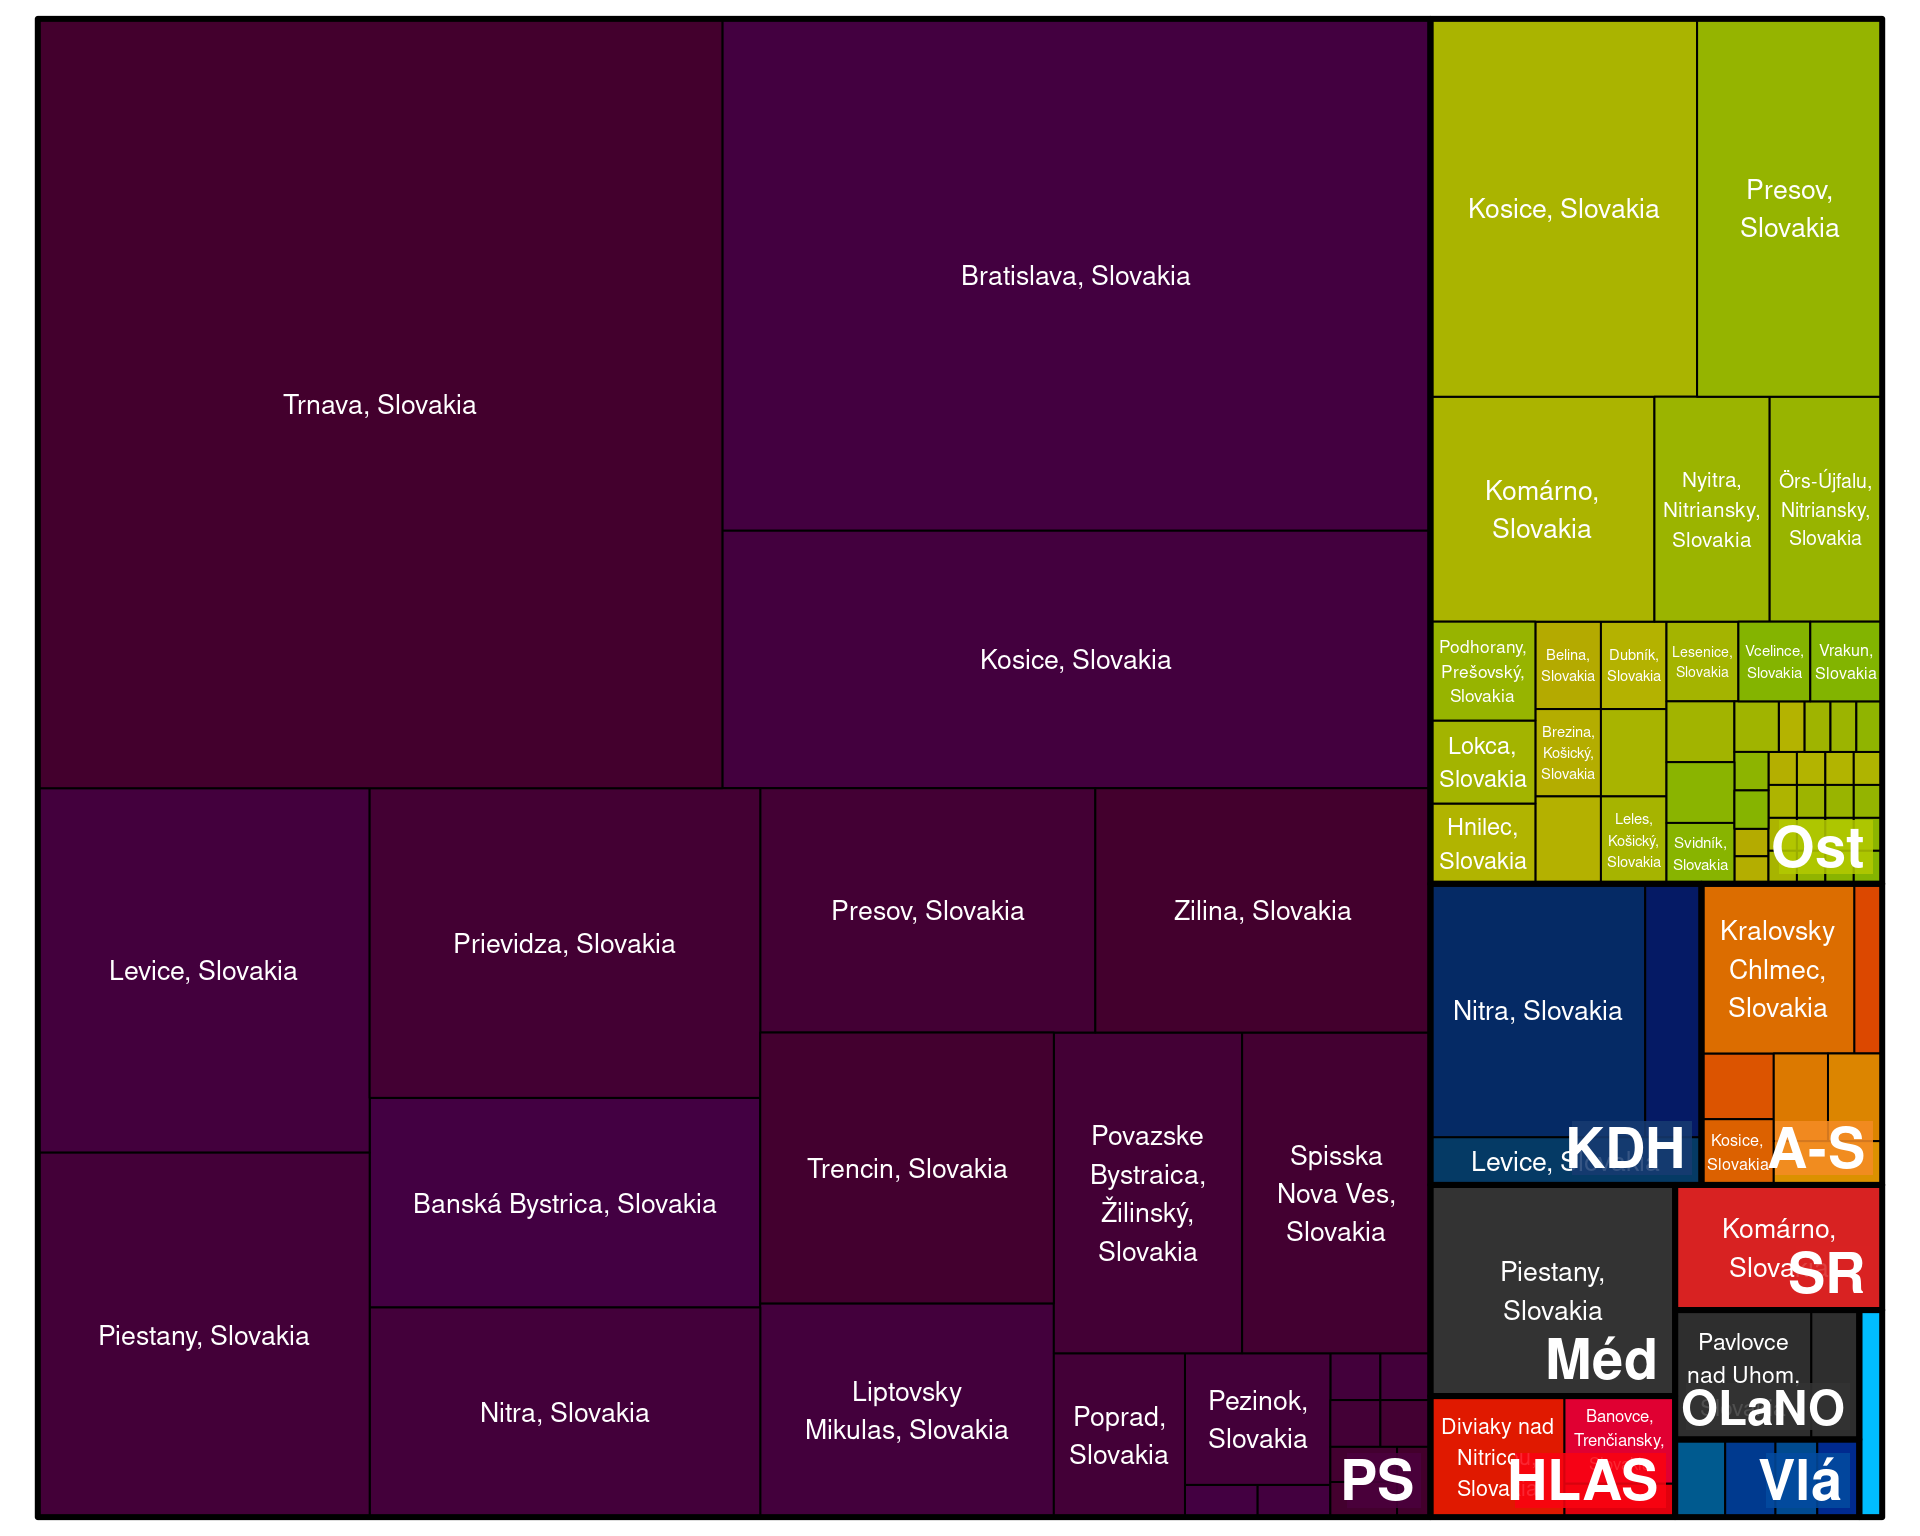 Trnava, Slovakia
Bratislava, Slovakia
Kosice, Slovakia
Levice, Slovakia
Piestany, Slovakia
Prievidza, Slovakia
Banská Bystrica, Slovakia
Nitra, Slovakia
Presov, Slovakia
Zilina, Slovakia
Trencin, Slovakia
Liptovsky
Mikulas, Slovakia
Povazske
Bystraica,
Žilinský,
Slovakia
Spisska
Nova Ves,
Slovakia
Poprad,
Slovakia
Pezinok,
Slovakia
PS
Kosice, Slovakia
Presov,
Slovakia
Komárno,
Slovakia
Nyitra,
Nitriansky,
Slovakia
Örs-Újfalu,
Nitriansky,
Slovakia
Podhorany,
Prešovský,
Slovakia
Lokca,
Slovakia
Hnilec,
Slovakia
Belina,
Slovakia
Dubník,
Slovakia
Lesenice,
Slovakia
Vcelince,
Slovakia
Vrakun,
Slovakia
Brezina,
Košický,
Slovakia
Leles,
Košický,
Slovakia
Svidník,
Slovakia
Ost
Nitra, Slovakia
Levice, Slovakia
KDH
Kralovsky
Chlmec,
Slovakia
Kosice,
Slovakia
A-S
Piestany,
Slovakia
Méd
Komárno,
Slovakia
SR
Pavlovce
nad Uhom.
OLaNO
Diviaky nad
Nitricou,
Slovakia
Banovce,
Trenčiansky,
HLAS
Vlá